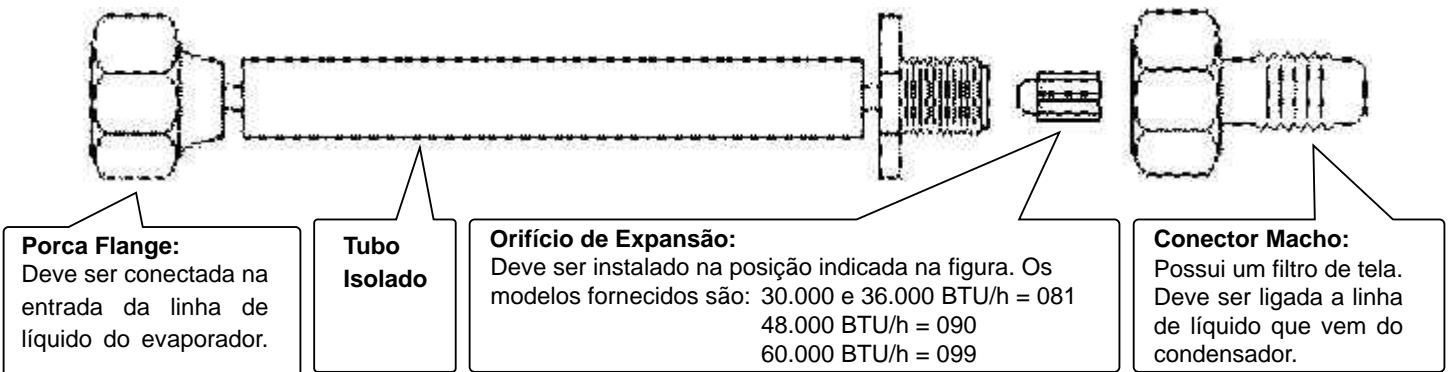 Porca Flange:
Deve ser conectada na
entrada da linha de
líquido do evaporador.
Tubo
Isolado
Orifício de Expansão:
Deve ser instalado na posição indicada na figura. Os
modelos fornecidos são: 30.000 e 36.000 BTU/h = 081
48.000 BTU/h = 090
60.000 BTU/h = 099
Conector Macho:
Possui um filtro de tela.
Deve ser ligada a linha
de líquido que vem do
condensador.